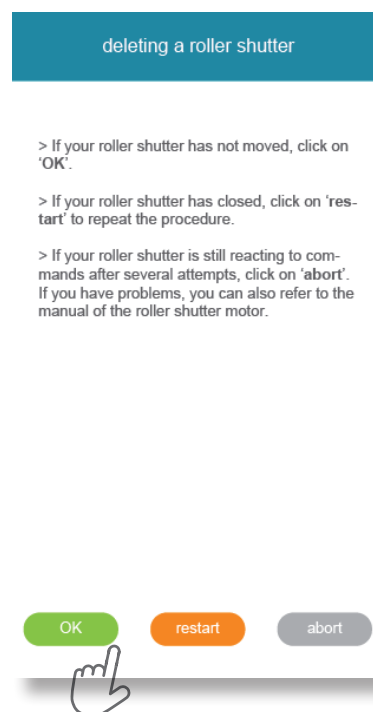 deleting a roller shutter
> If your roller shutter has not moved, click on
‘OK’.
> If your roller shutter has closed, click on ‘res-
tart’ to repeat the procedure.
> If your roller shutter is still reacting to com-
mands after several attempts, click on ‘abort’.
If you have problems, you can also refer to the
manual of the roller shutter motor.
OK
restart
abort